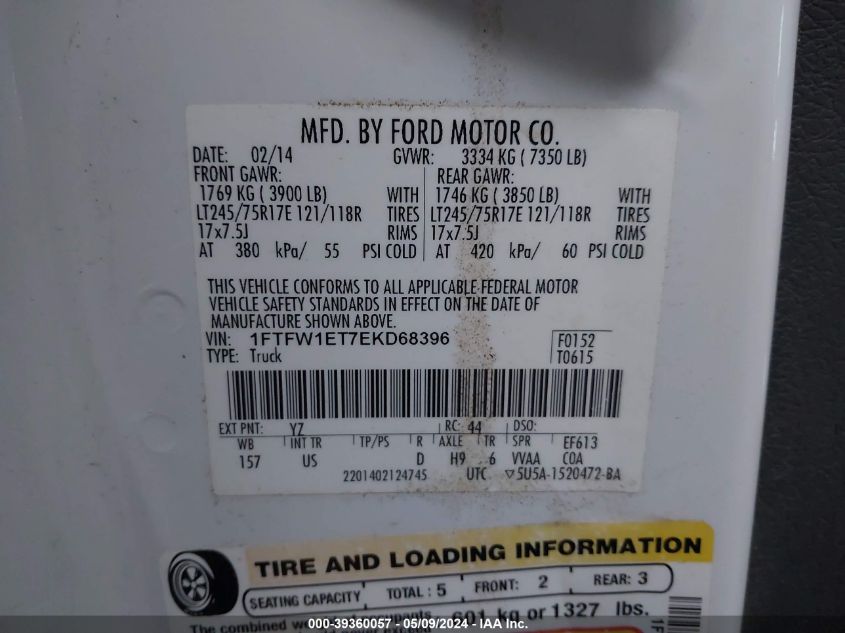 MFD. BY FORD MOTOR CO.
DATE: 02/14 GVWR: 3334 KG ( 7350 LB)
FRONT GAWR: REAR GAWR:
1769 KG ( 3900 LB) WITH 1746 KG ( 3850 LB) WITH
LT245/75R17E 121/118R TIRES LT245/75R17E 121/118R TIRES
17x7.5J RIMS 17x7.5J RIMS
AT 380 kPa/ 55 PSI COLD AT 420 kPa/ 60 PSI COLD
THIS VEHICLE CONFORMS TO ALL APPLICABLE FEDERAL MOTOR
VEHICLE SAFETY STANDARDS IN EFFECT ON THE DATE OF
MANUFACTURE SHOWN ABOVE.
VIN: 1FTFW1ET7EKD68396 F0152
TYPE: Truck T0615
EXT PNT: YZ RC: 44 DSO:
WB INT TR TP/PS R AXLE TR SPR EF613
157 US D H9 6 VVAA COA
2201402124745 UTC ▽5U5A-1520472-BA
TIRE AND LOADING INFORMATION
SEATING CAPACITY TOTAL : 5 FRONT: 2 REAR: 3
The combined 601 kg or 1327 lbs.
000-39360057 - 05/09/2024 - IAA Inc.